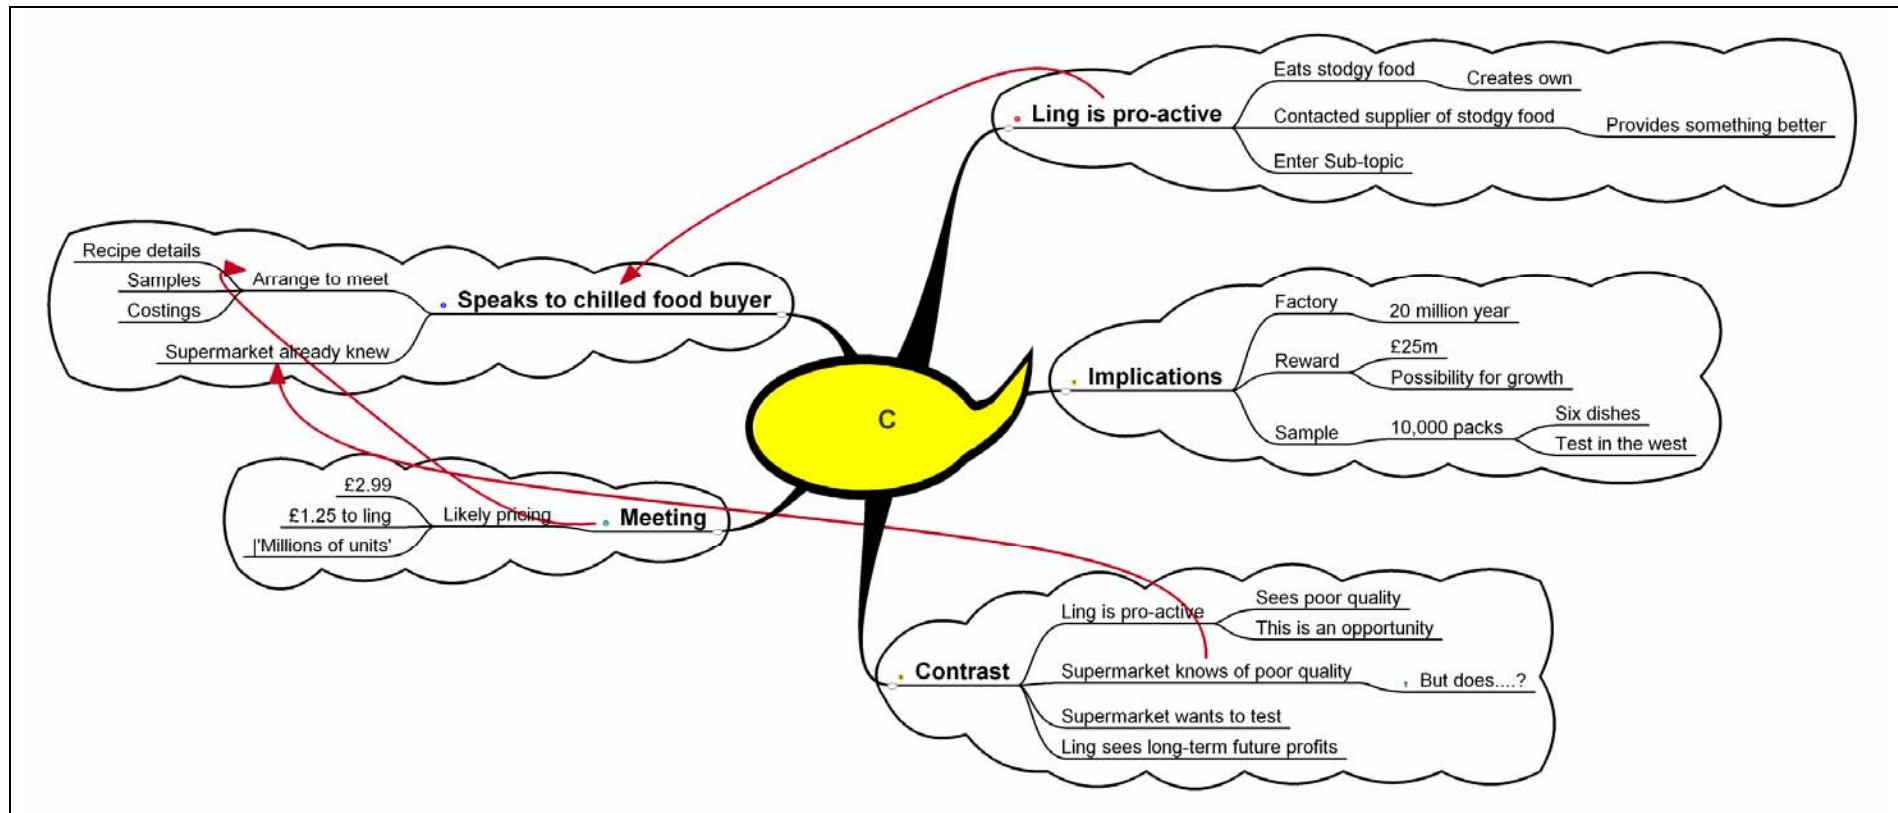 Ling is pro-active
Eats stodgy food
Creates own
Contacted supplier of stodgy food
Provides something better
Enter Sub-topic
Speaks to chilled food buyer
Arrange to meet
Recipe details
Samples
Costings
Supermarket already knew
C
Implications
Factory
20 million year
Reward
£25m
Possibility for growth
Sample
10,000 packs
Six dishes
Test in the west
Meeting
Likely pricing
£2.99
£1.25 to ling
|'Millions of units'
Contrast
Ling is pro-active
Sees poor quality
This is an opportunity
Supermarket knows of poor quality
But does....?
Supermarket wants to test
Ling sees long-term future profits